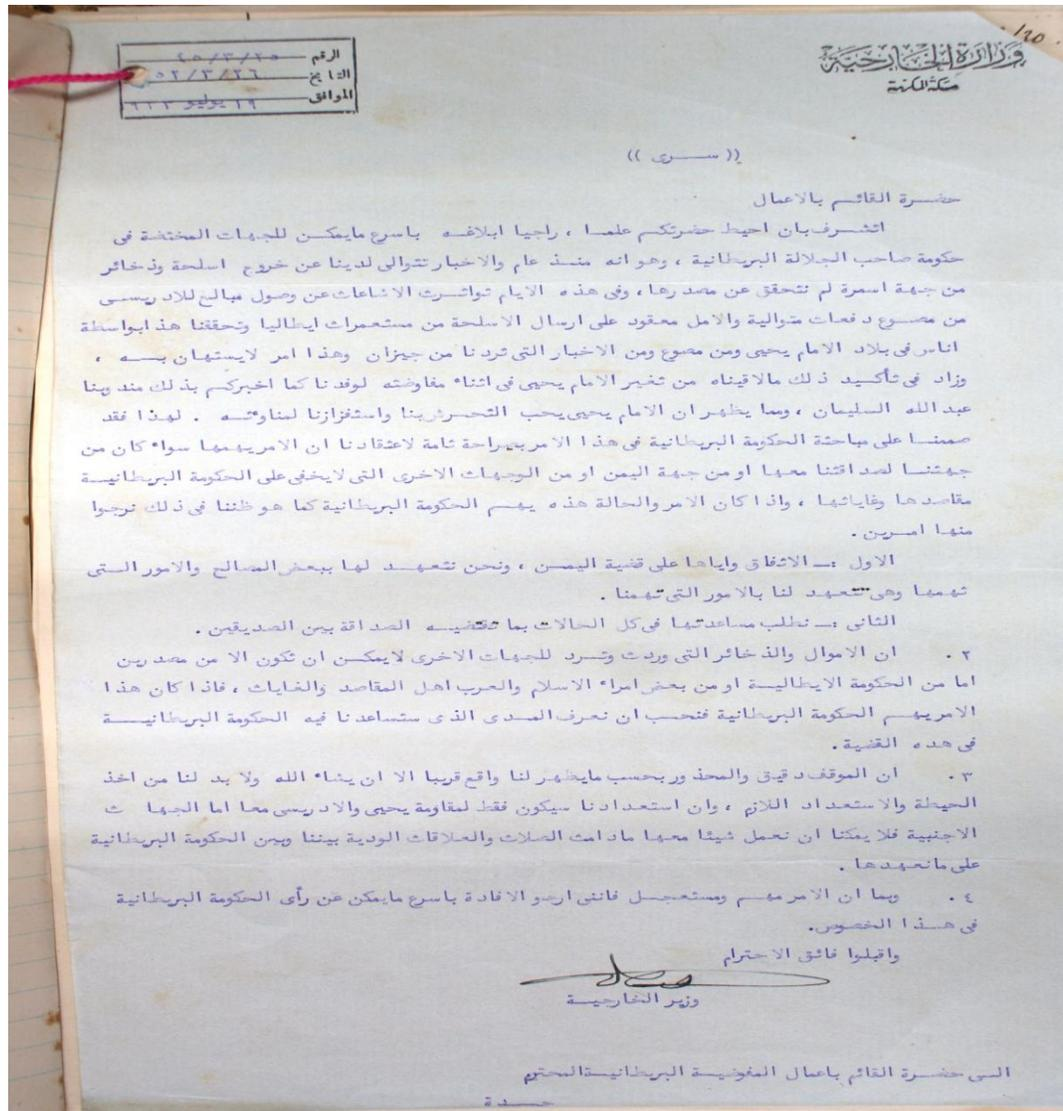 /20
وزارة الخارجية
مكة المكرمة
الرقم ٤٥/٣/٢٥
التاريخ ٥٢/٣/٢٦
الموافق ١٩ يوليو ٩٣٣
(( سرى ))
حضرة القائم بالاعمال
اتشرف بان احيط حضرتكم علما ، راجيا ابلاغه باسرع مايمكن للجهات المختصة فى
حكومة صاحب الجلالة البريطانية ، وهو انه منذ عام والاخبار تتوالى لدينا عن خروج اسلحة وذخائر
من جهة اسمرة لم نتحقق عن مصدرها ، وفى هذه الايام تواترت الاشاعات عن وصول مبالغ للادريسى
من مصوع دفعات متوالية والامل معقود على ارسال الاسلحة من مستعمرات ايطاليا وتحققنا هذا بواسطة
اناس فى بلاد الامام يحيى ومن مصوع ومن الاخبار التى تردنا من جيزان وهذا امر لايستهان بــه ،
وزاد فى تأكيد ذلك مالاقيناه من تغير الامام يحيى فى اثناء مفاوضته لوفدنا كما اخبركم بذلك مندوبنا
عبد الله السليمان ، ومما يظهر ان الامام يحيى يحب التحرش بنا واستفزازنا لمناوئته . لهذا فقد
صممنا على مباحثة الحكومة البريطانية فى هذا الامر بصراحة تامة لاعتقادنا ان الامر يهمها سواء كان من
جهتنا لصداقتنا معها او من جهة اليمن او من الوجهات الاخرى التى لايخفى على الحكومة البريطانية
مقاصدها وغاياتها ، واذا كان الامر والحالة هذه يهم الحكومة البريطانية كما هو ظننا فى ذلك نرجوا
منها امرين .
الاول :ـ الاتفاق واياها على قضية اليمن ، ونحن نتعهد لها ببعض المصالح والامور التى
تهمها وهى تتعهد لنا بالامور التى تهمنا .
الثانى :ـ نطلب مساعدتها فى كل الحالات بما تقتضيه الصداقة بين الصديقين .
٢ . ان الاموال والذخائر التى وردت وترد للجهات الاخرى لايمكن ان تكون الا من مصدرين
اما من الحكومة الايطالية او من بعض امراء الاسلام والعرب اهل المقاصد والغايات ، فاذا كان هذا
الامر يهم الحكومة البريطانية فنحب ان نعرف المدى الذى ستساعدنا فيه الحكومة البريطانية
فى هده القضية .
٣ . ان الموقف دقيق والمحذور بحسب مايظهر لنا واقع قريبا الا ان يشاء الله ولا بد لنا من اخذ
الحيطة والاستعداد اللازم ، وان استعدادنا سيكون فقط لمقاومة يحيى والادريسى معا اما الجهات
الاجنبية فلا يمكنا ان نعمل شيئا معها مادامت الصلات والعلاقات الودية بيننا وبين الحكومة البريطانية
على مانعهدها .
٤ . وبما ان الامر مهم ومستعجل فاننى ارجو الافادة باسرع مايمكن عن رأى الحكومة البريطانية
فى هذا الخصوص .
واقبلوا فائق الاحترام
وزير الخارجية
الى حضرة القائم باعمال المفوضية البريطانية المحترم
جدة